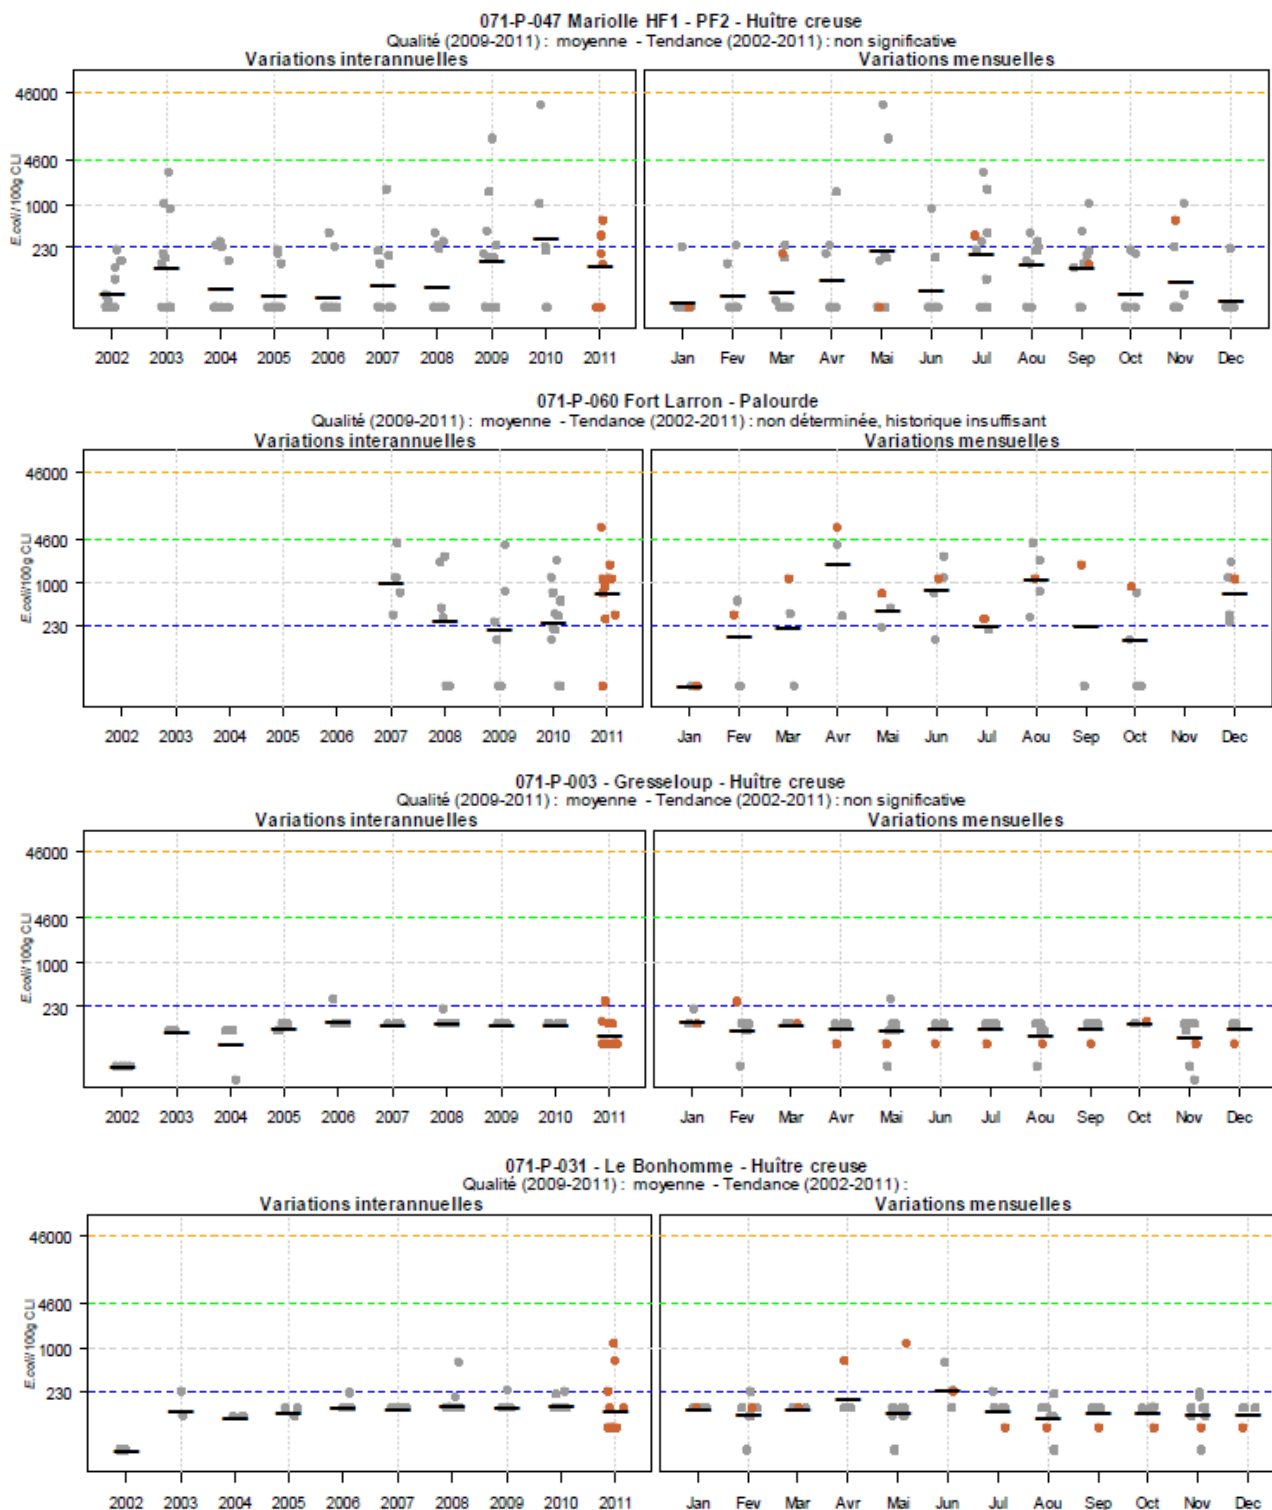 071-P-047 Mariolle HF1 - PF2 - Huître creuse
Qualité (2009-2011) : moyenne - Tendance (2002-2011) : non significative
Variations interannuelles
Variations mensuelles
E.coli/100g CLI
46000
4600
1000
230
2002 2003 2004 2005 2006 2007 2008 2009 2010 2011
Jan Fev Mar Avr Mai Jun Jul Aou Sep Oct Nov Dec
071-P-060 Fort Larron - Palourde
Qualité (2009-2011) : moyenne - Tendance (2002-2011) : non déterminée, historique insuffisant
Variations interannuelles
Variations mensuelles
E.coli/100g CLI
46000
4600
1000
230
2002 2003 2004 2005 2006 2007 2008 2009 2010 2011
Jan Fev Mar Avr Mai Jun Jul Aou Sep Oct Nov Dec
071-P-003 - Gresseloup - Huître creuse
Qualité (2009-2011) : moyenne - Tendance (2002-2011) : non significative
Variations interannuelles
Variations mensuelles
E.coli/100g CLI
46000
4600
1000
230
2002 2003 2004 2005 2006 2007 2008 2009 2010 2011
Jan Fev Mar Avr Mai Jun Jul Aou Sep Oct Nov Dec
071-P-031 - Le Bonhomme - Huître creuse
Qualité (2009-2011) : moyenne - Tendance (2002-2011) :
Variations interannuelles
Variations mensuelles
E.coli/100g CLI
46000
4600
1000
230
2002 2003 2004 2005 2006 2007 2008 2009 2010 2011
Jan Fev Mar Avr Mai Jun Jul Aou Sep Oct Nov Dec